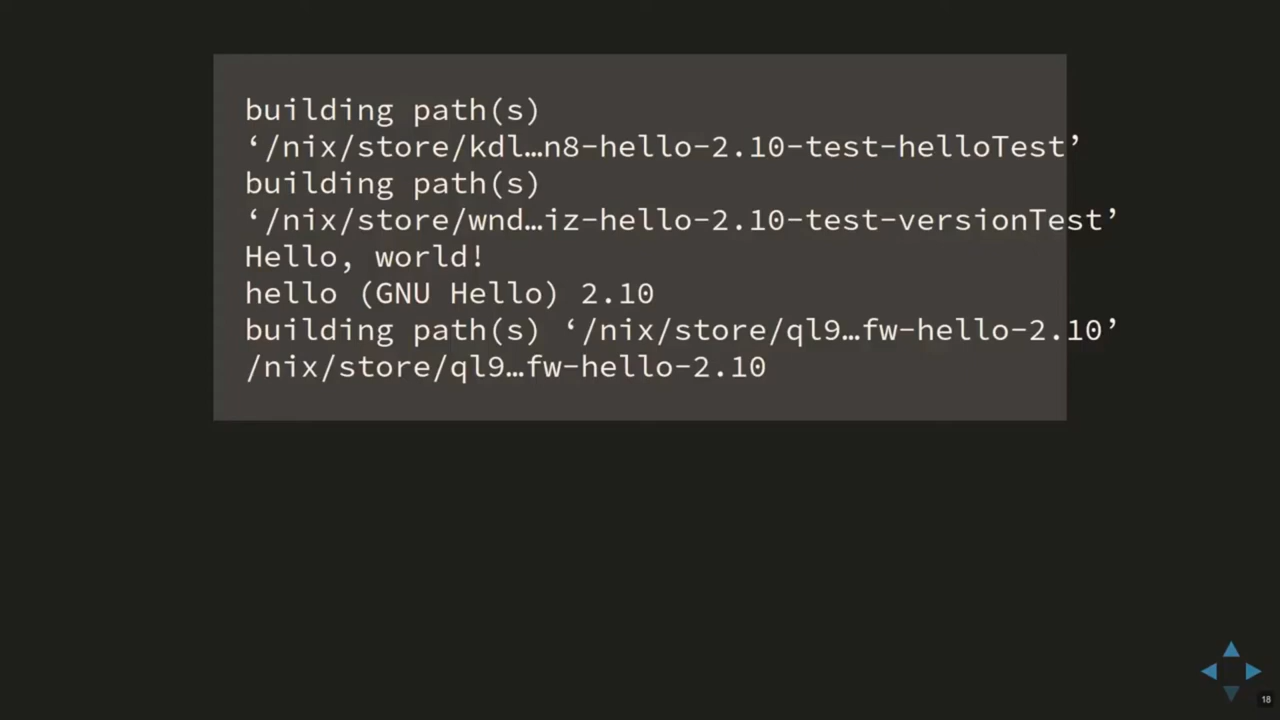 building path(s)
‘/nix/store/kdl…n8-hello-2.10-test-helloTest’
building path(s)
‘/nix/store/wnd…iz-hello-2.10-test-versionTest’
Hello, world!
hello (GNU Hello) 2.10
building path(s) ‘/nix/store/ql9…fw-hello-2.10’
/nix/store/ql9…fw-hello-2.10
18